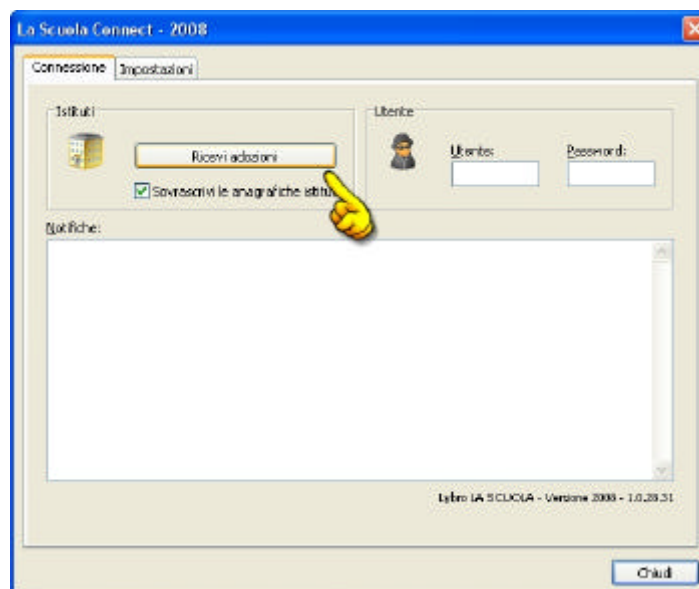 La Scuola Connect - 2008
Connessione Impostazioni
Istituti
Utente
Ricevi adozioni
Utente:
Password:
Sovrascrivi le anagrafiche istitu
Notifiche:
Lybro LA SCUOLA - Versione 2008 - 1.0.28.31
Chiudi